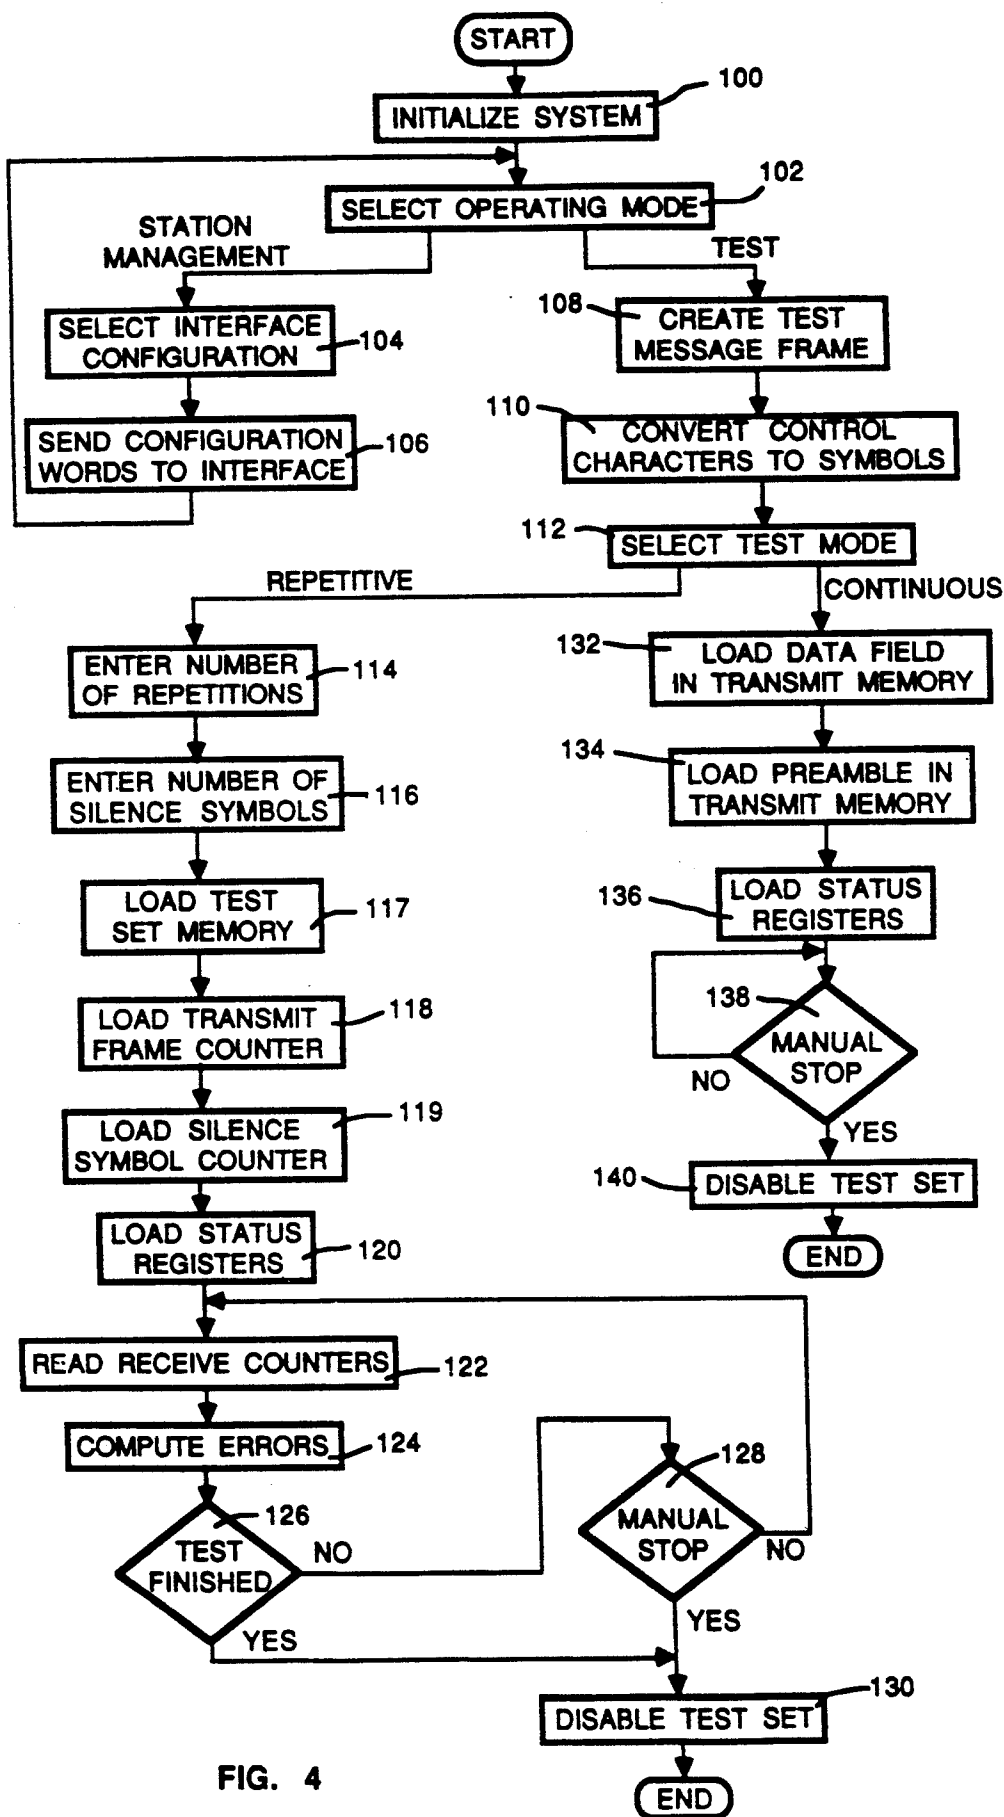 START
100
INITIALIZE SYSTEM
102
SELECT OPERATING MODE
STATION
MANAGEMENT
TEST
SELECT INTERFACE
CONFIGURATION
104
108
CREATE TEST
MESSAGE FRAME
SEND CONFIGURATION
WORDS TO INTERFACE
106
110
CONVERT CONTROL
CHARACTERS TO SYMBOLS
112
SELECT TEST MODE
REPETITIVE
CONTINUOUS
ENTER NUMBER
OF REPETITIONS
114
132
LOAD DATA FIELD
IN TRANSMIT MEMORY
ENTER NUMBER OF
SILENCE SYMBOLS
116
134
LOAD PREAMBLE IN
TRANSMIT MEMORY
LOAD TEST
SET MEMORY
117
136
LOAD STATUS
REGISTERS
LOAD TRANSMIT
FRAME COUNTER
118
138
MANUAL
STOP
NO
YES
LOAD SILENCE
SYMBOL COUNTER
119
140
DISABLE TEST SET
END
LOAD STATUS
REGISTERS
120
READ RECEIVE COUNTERS
122
COMPUTE ERRORS
124
126
TEST
FINISHED
NO
YES
128
MANUAL
STOP
NO
YES
130
DISABLE TEST SET
END
FIG. 4